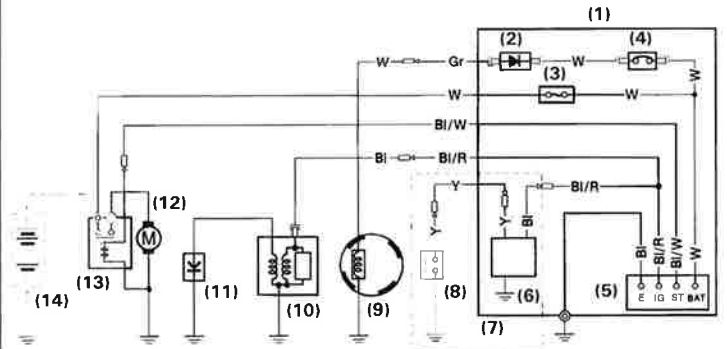 (1)
(2) (4)
W Gr W
(3) W
W W
Bl/W
Bl Bl/R
Y Bl/R
(12) Y Y Bl
M Bl Bl/R Bl/W W
(13) (11) (8) (5) E IG ST BAT
(14) (10) (9) (7) (6)